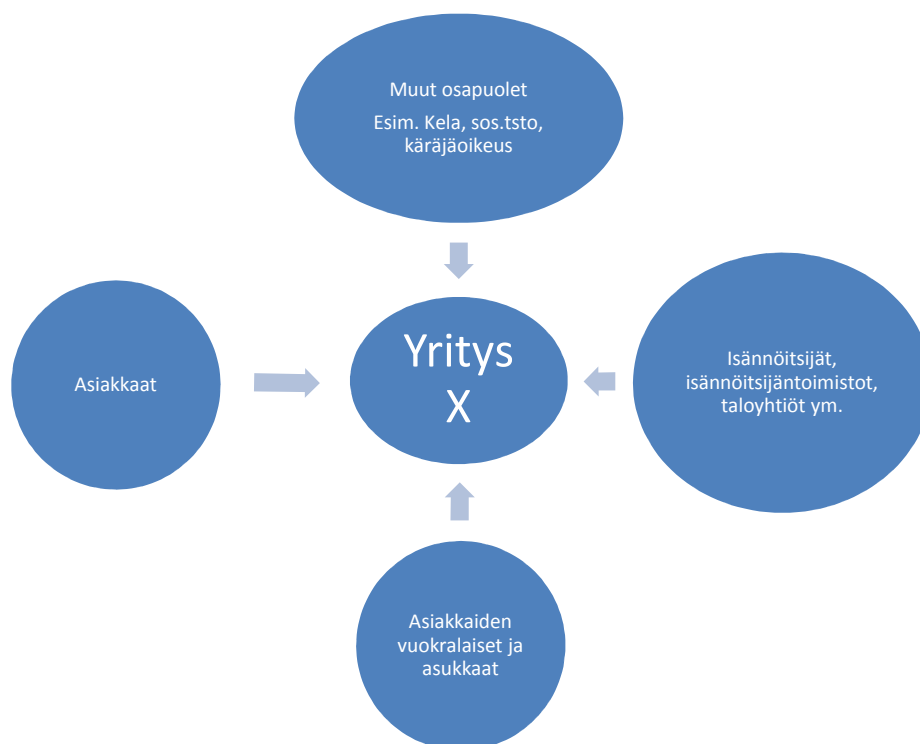 Muut osapuolet
Esim. Kela, sos.tsto,
käräjäoikeus
Yritys
X
Asiakkaat
Isännöitsijät,
isännöitsijäntoimistot,
taloyhtiöt ym.
Asiakkaiden
vuokralaiset ja
asukkaat